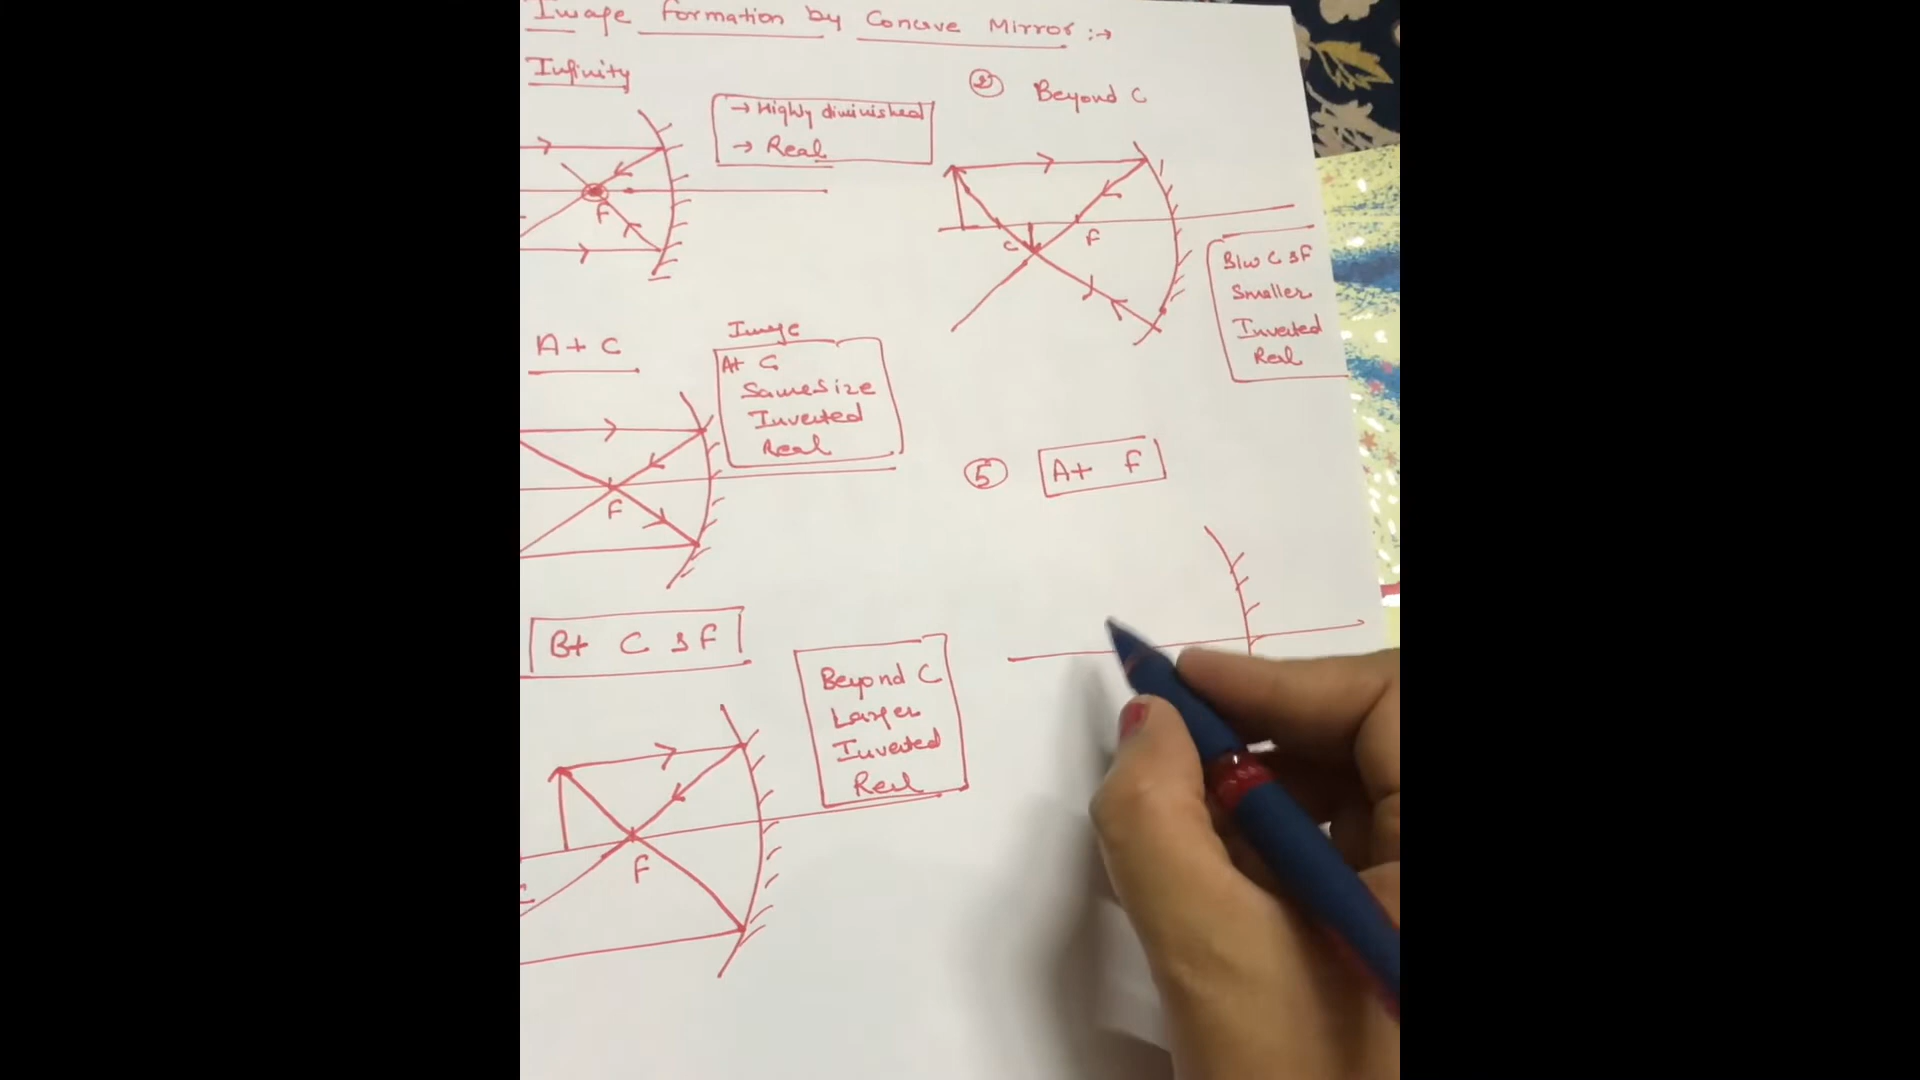 Image formation by Concave Mirror :→
Infinity
→ Highly diminished
→ Real
F
② Beyond C
C
F
B/w C & F
Smaller
Inverted
Real
At C
Image
At C
Same Size
Inverted
Real
F
⑤ At F
Bt C & F
Beyond C
Larger
Inverted
Real
F
C